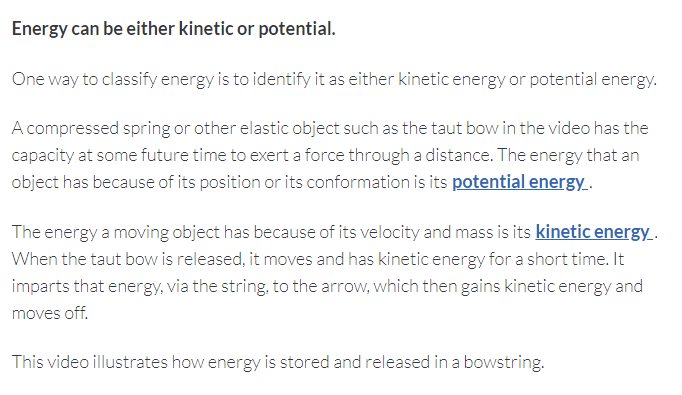 Energy can be either kinetic or potential.
One way to classify energy is to identify it as either kinetic energy or potential energy.
A compressed spring or other elastic object such as the taut bow in the video has the
capacity at some future time to exert a force through a distance. The energy that an
object has because of its position or its conformation is its potential energy .
The energy a moving object has because of its velocity and mass is its kinetic energy .
When the taut bow is released, it moves and has kinetic energy for a short time. It
imparts that energy, via the string, to the arrow, which then gains kinetic energy and
moves off.
This video illustrates how energy is stored and released in a bowstring.